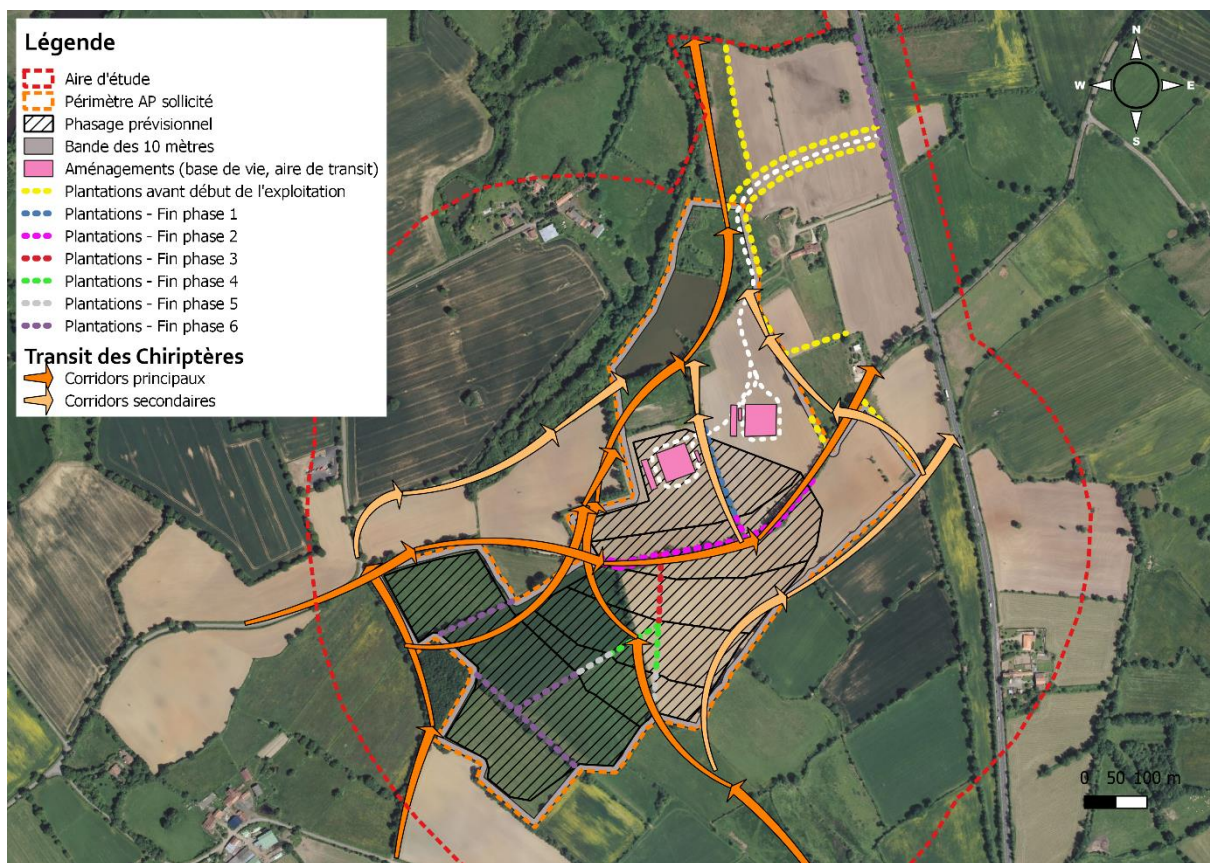 Légende
Aire d'étude
Périmètre AP sollicité
Phasage prévisionnel
Bande des 10 mètres
Aménagements (base de vie, aire de transit)
Plantations avant début de l'exploitation
Plantations - Fin phase 1
Plantations - Fin phase 2
Plantations - Fin phase 3
Plantations - Fin phase 4
Plantations - Fin phase 5
Plantations - Fin phase 6
Transit des Chiriptères
Corridors principaux
Corridors secondaires
N
W E
S
0 50 100 m